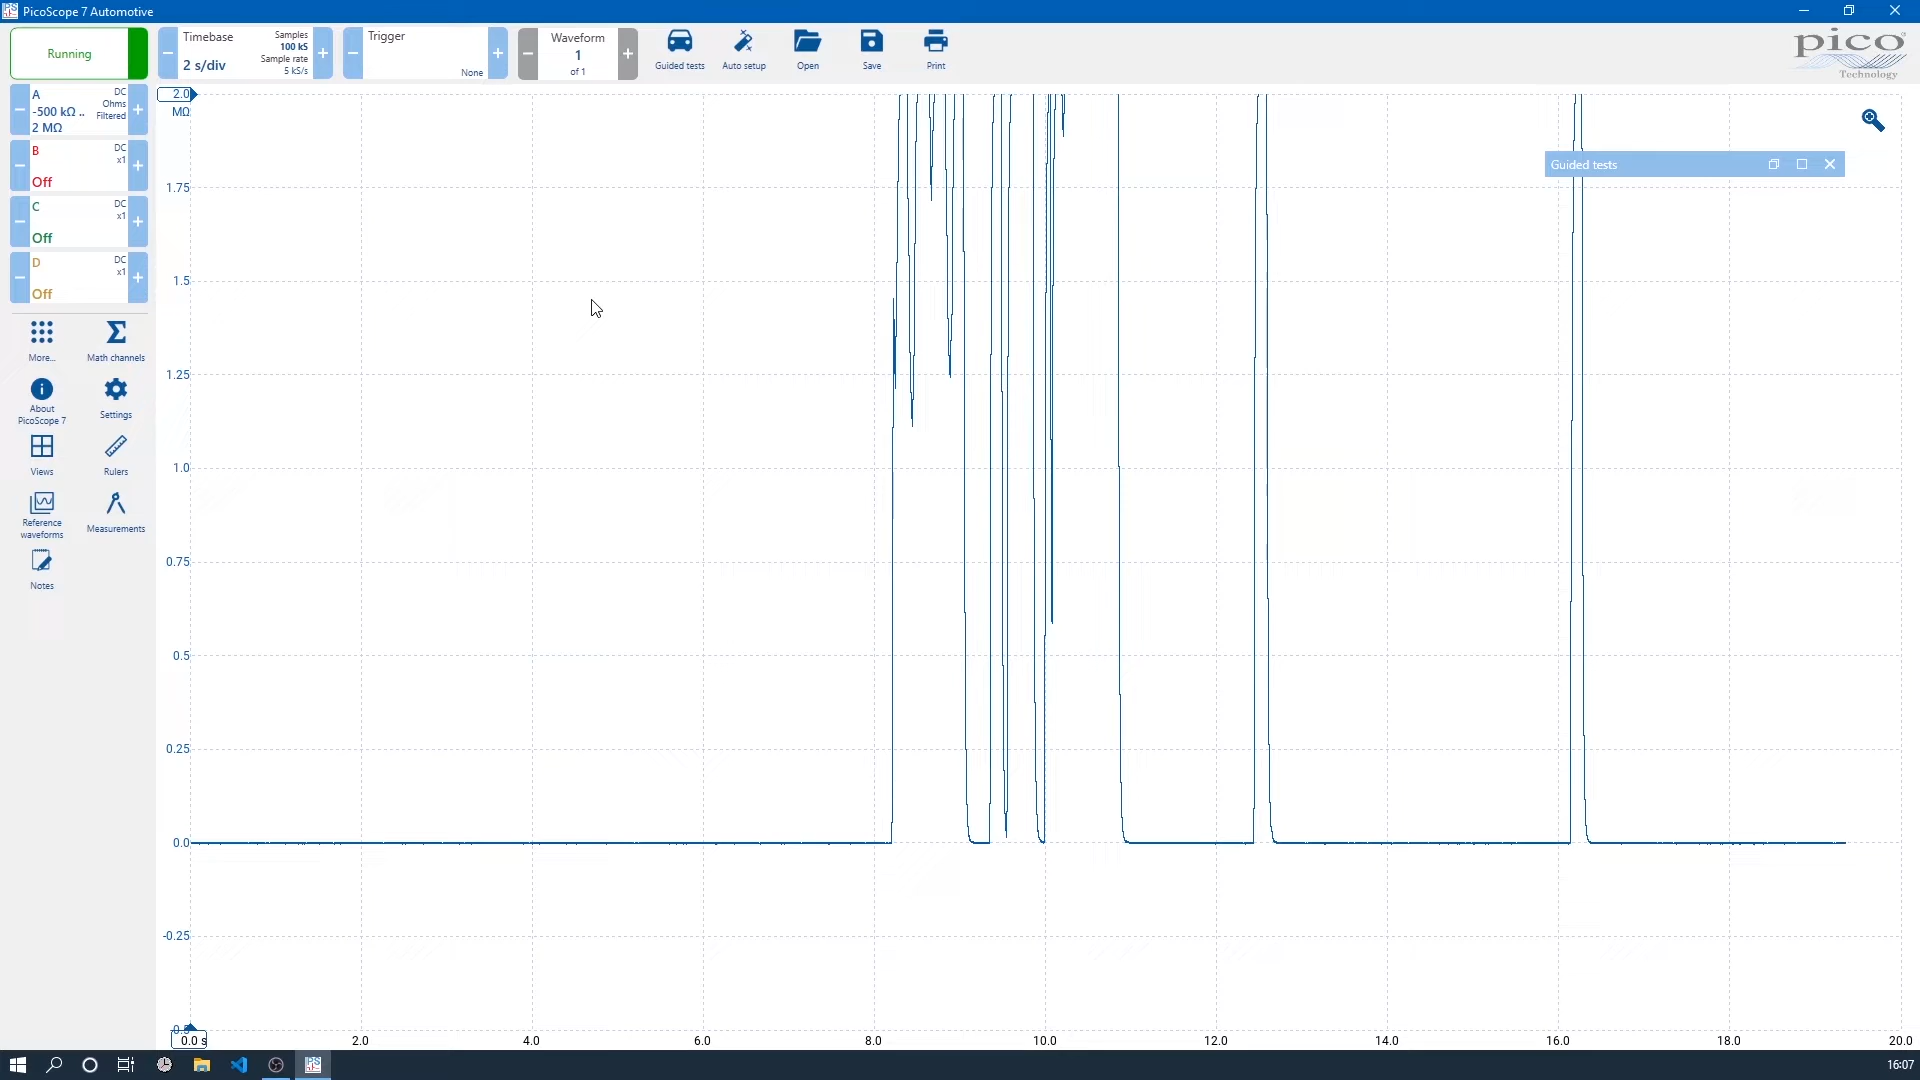 PicoScope 7 Automotive
Running
Timebase
2 s/div
Samples
100 kS
Sample rate
5 kS/s
Trigger
None
Waveform
1
of 1
Guided tests
Auto setup
Open
Save
Print
pico
Technology
A
-500 kΩ ..
2 MΩ
DC
Ohms
Filtered
B
DC
x1
Off
C
DC
x1
Off
D
DC
x1
Off
More...
Math channels
About
PicoScope 7
Settings
Views
Rulers
Reference
waveforms
Measurements
Notes
2.0
MΩ
1.75
1.5
1.25
1.0
0.75
0.5
0.25
0.0
-0.25
-0.5
Guided tests
0.0 s
2.0
4.0
6.0
8.0
10.0
12.0
14.0
16.0
18.0
20.0
16:07